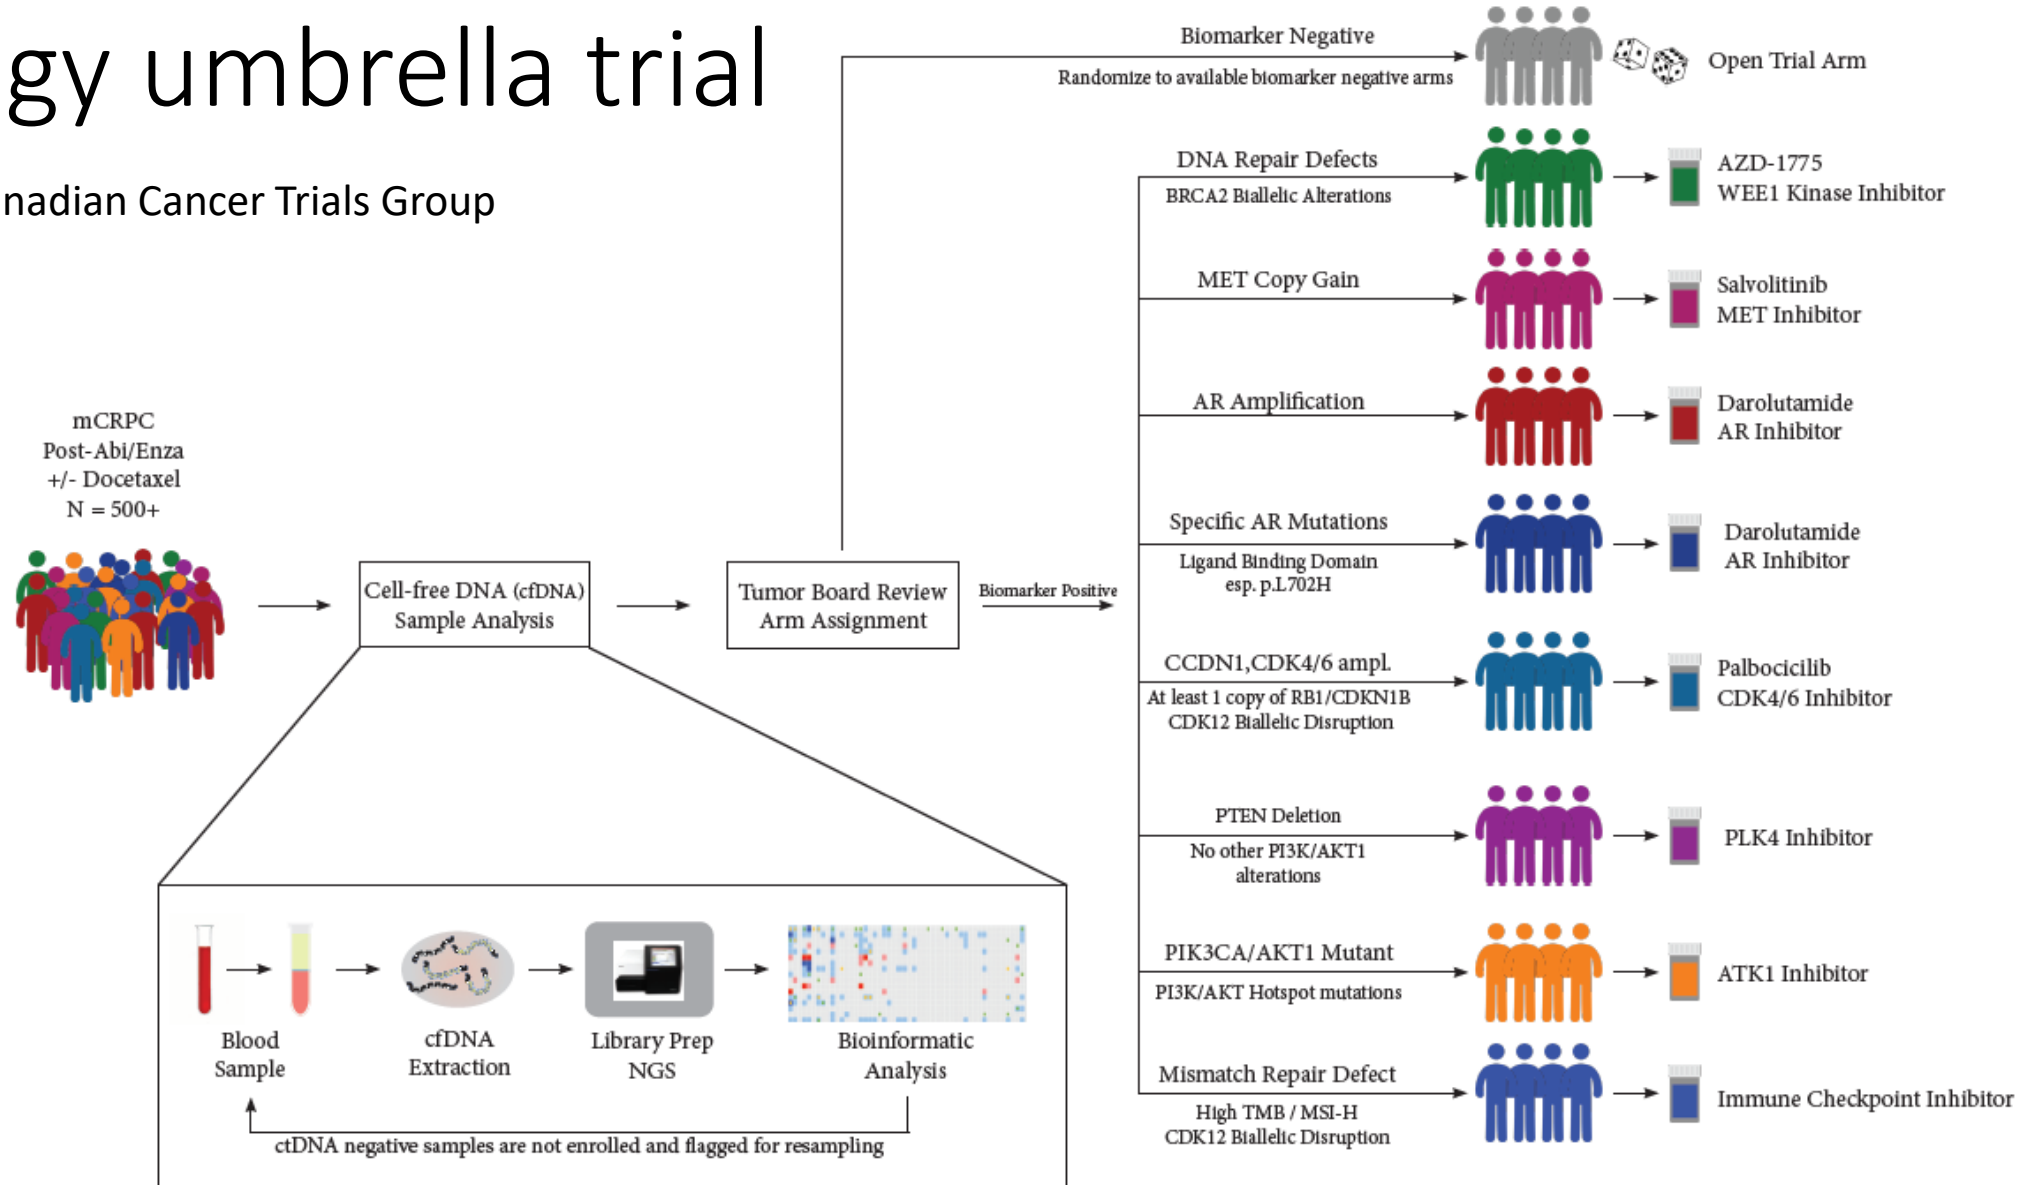 gy umbrella trial
nadian Cancer Trials Group
mCRPC
Post-Abi/Enza
+/- Docetaxel
N = 500+
Cell-free DNA (cfDNA)
Sample Analysis
Tumor Board Review
Arm Assignment
Biomarker Positive
Biomarker Negative
Randomize to available biomarker negative arms
Open Trial Arm
DNA Repair Defects
BRCA2 Biallelic Alterations
AZD-1775
WEE1 Kinase Inhibitor
MET Copy Gain
Salvolitinib
MET Inhibitor
AR Amplification
Darolutamide
AR Inhibitor
Specific AR Mutations
Ligand Binding Domain
esp. p.L702H
Darolutamide
AR Inhibitor
CCDN1,CDK4/6 ampl.
At least 1 copy of RB1/CDKN1B
CDK12 Biallelic Disruption
Palbocicilib
CDK4/6 Inhibitor
PTEN Deletion
No other PI3K/AKT1
alterations
PLK4 Inhibitor
PIK3CA/AKT1 Mutant
PI3K/AKT Hotspot mutations
ATK1 Inhibitor
Mismatch Repair Defect
High TMB / MSI-H
CDK12 Biallelic Disruption
Immune Checkpoint Inhibitor
Blood
Sample
cfDNA
Extraction
Library Prep
NGS
Bioinformatic
Analysis
ctDNA negative samples are not enrolled and flagged for resampling